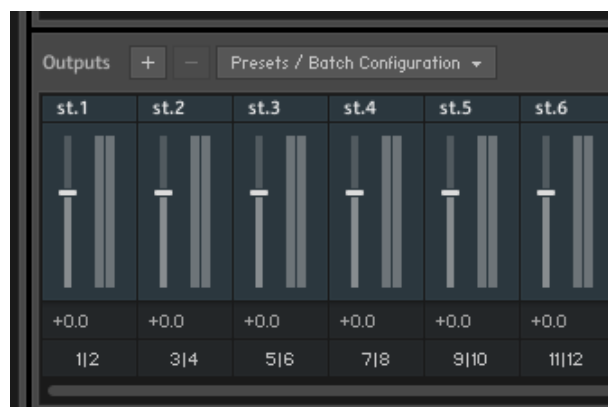 Outputs + − Presets / Batch Configuration
st.1 st.2 st.3 st.4 st.5 st.6
+0.0 +0.0 +0.0 +0.0 +0.0 +0.0
1|2 3|4 5|6 7|8 9|10 11|12